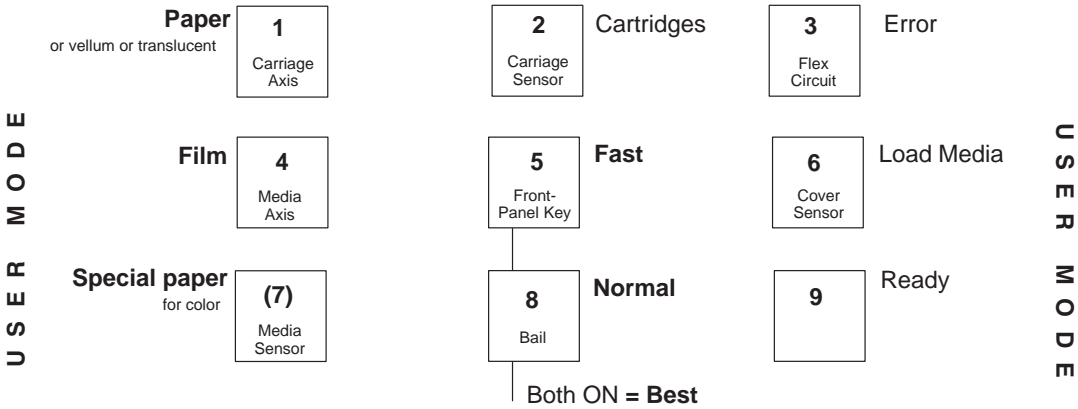 USER MODE
Paper
or vellum or translucent
1
Carriage
Axis
2
Carriage
Sensor
Cartridges
3
Flex
Circuit
Error
Film
4
Media
Axis
5
Front-
Panel Key
Fast
6
Cover
Sensor
Load Media
Special paper
for color
(7)
Media
Sensor
8
Bail
Normal
9
Ready
Both ON = Best
USER MODE